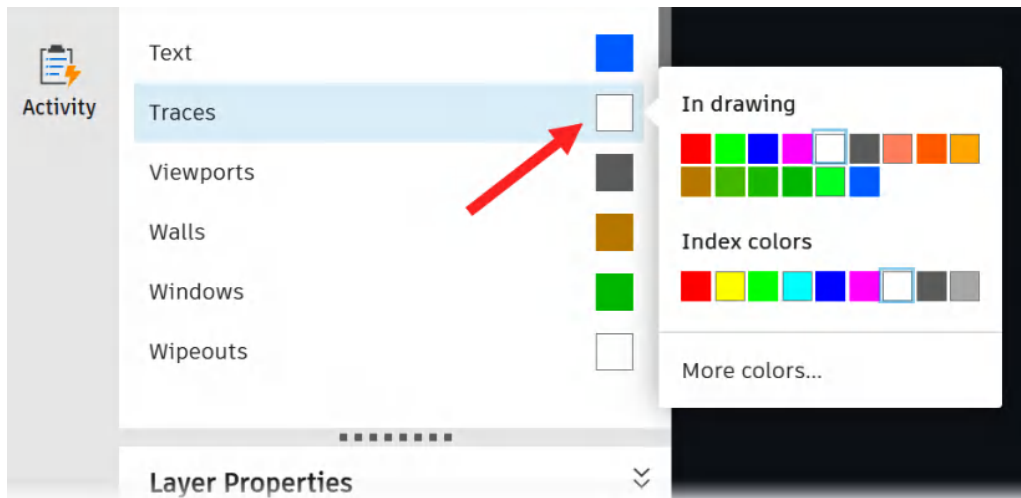 Activity
Text
Traces
Viewports
Walls
Windows
Wipeouts
Layer Properties
In drawing
Index colors
More colors...